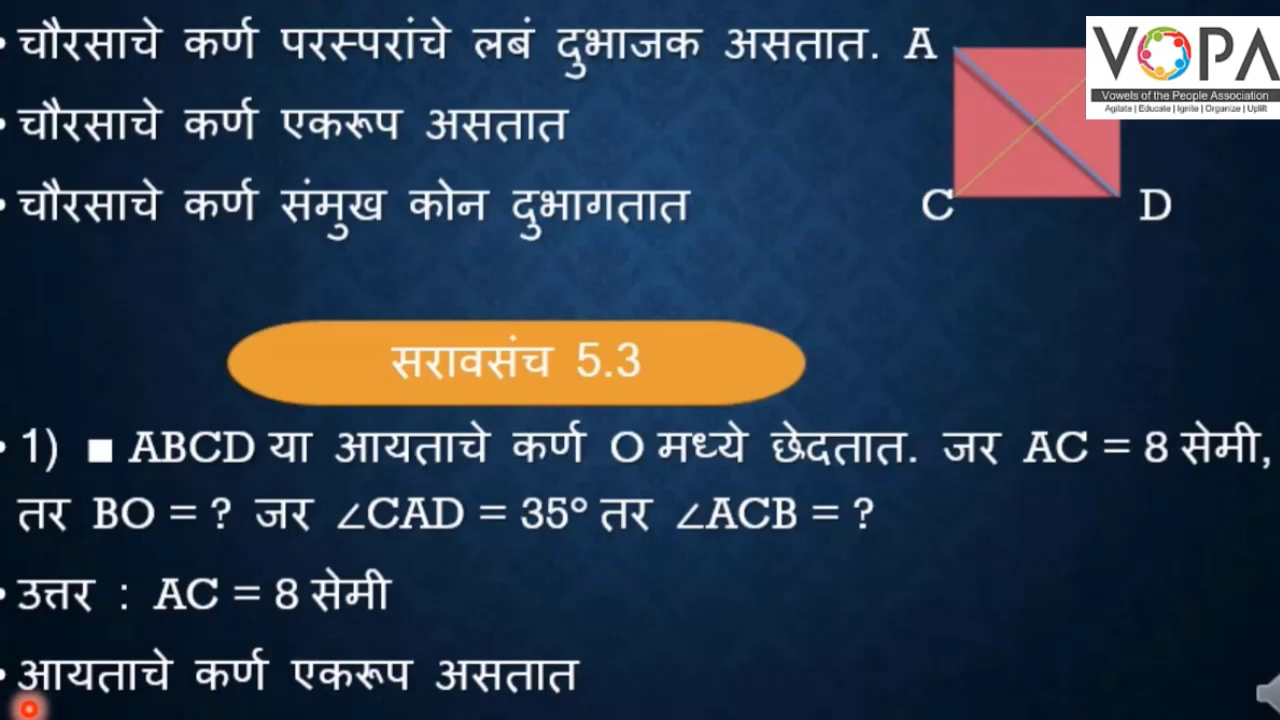 • चौरसाचे कर्ण परस्परांचे लबं दुभाजक असतात. A
VOPA
Vowels of the People Association
Agitate | Educate | Ignite | Organize | Uplift
• चौरसाचे कर्ण एकरूप असतात
• चौरसाचे कर्ण संमुख कोन दुभागतात
C D
सरावसंच 5.3
• 1) ■ ABCD या आयताचे कर्ण O मध्ये छेदतात. जर AC = 8 सेमी,
तर BO = ? जर ∠CAD = 35° तर ∠ACB = ?
• उत्तर : AC = 8 सेमी
• आयताचे कर्ण एकरूप असतात